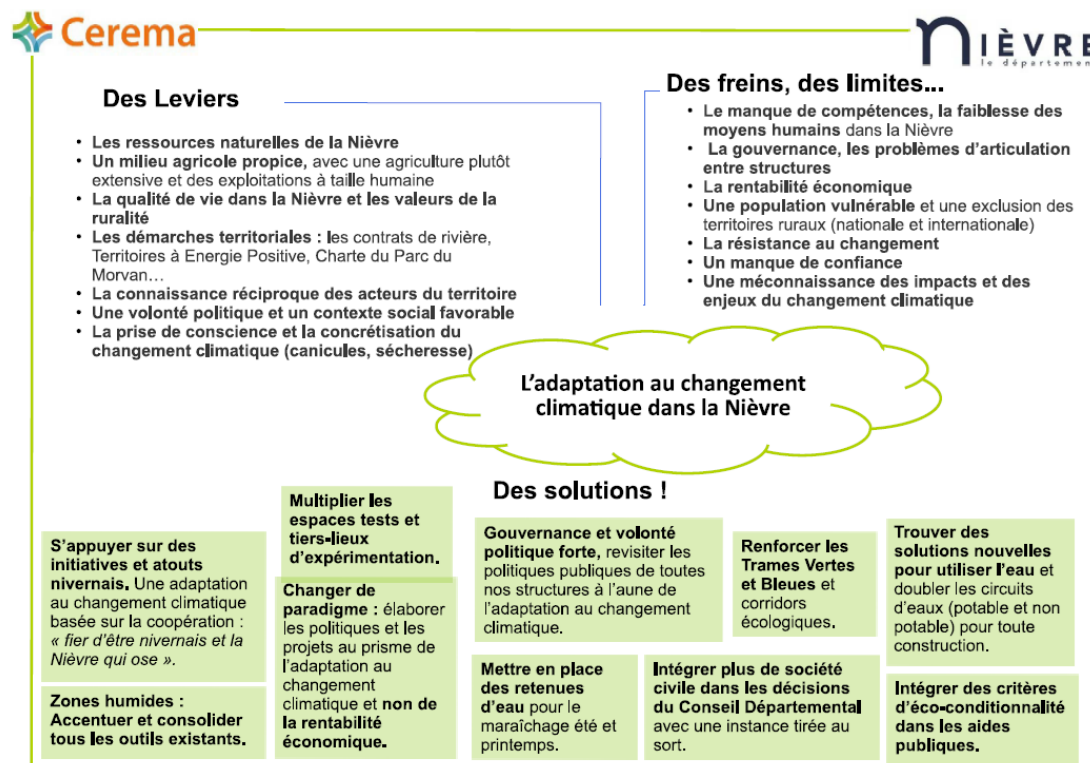 Cerema
NIÈVRE
le département
Des Leviers
• Les ressources naturelles de la Nièvre
• Un milieu agricole propice, avec une agriculture plutôt
extensive et des exploitations à taille humaine
• La qualité de vie dans la Nièvre et les valeurs de la
ruralité
• Les démarches territoriales : les contrats de rivière,
Territoires à Energie Positive, Charte du Parc du
Morvan…
• La connaissance réciproque des acteurs du territoire
• Une volonté politique et un contexte social favorable
• La prise de conscience et la concrétisation du
changement climatique (canicules, sécheresse)
Des freins, des limites...
• Le manque de compétences, la faiblesse des
moyens humains dans la Nièvre
• La gouvernance, les problèmes d'articulation
entre structures
• La rentabilité économique
• Une population vulnérable et une exclusion des
territoires ruraux (nationale et internationale)
• La résistance au changement
• Un manque de confiance
• Une méconnaissance des impacts et des
enjeux du changement climatique
L'adaptation au changement
climatique dans la Nièvre
Des solutions !
S'appuyer sur des
initiatives et atouts
nivernais. Une adaptation
au changement climatique
basée sur la coopération :
« fier d'être nivernais et la
Nièvre qui ose ».
Zones humides :
Accentuer et consolider
tous les outils existants.
Multiplier les
espaces tests et
tiers-lieux
d'expérimentation.
Changer de
paradigme : élaborer
les politiques et les
projets au prisme de
l'adaptation au
changement
climatique et non de
la rentabilité
économique.
Gouvernance et volonté
politique forte, revisiter les
politiques publiques de toutes
nos structures à l'aune de
l'adaptation au changement
climatique.
Renforcer les
Trames Vertes
et Bleues et
corridors
écologiques.
Trouver des
solutions nouvelles
pour utiliser l'eau et
doubler les circuits
d'eaux (potable et non
potable) pour toute
construction.
Mettre en place
des retenues
d'eau pour le
maraîchage été et
printemps.
Intégrer plus de société
civile dans les décisions
du Conseil Départemental
avec une instance tirée au
sort.
Intégrer des critères
d'éco-conditionnalité
dans les aides
publiques.